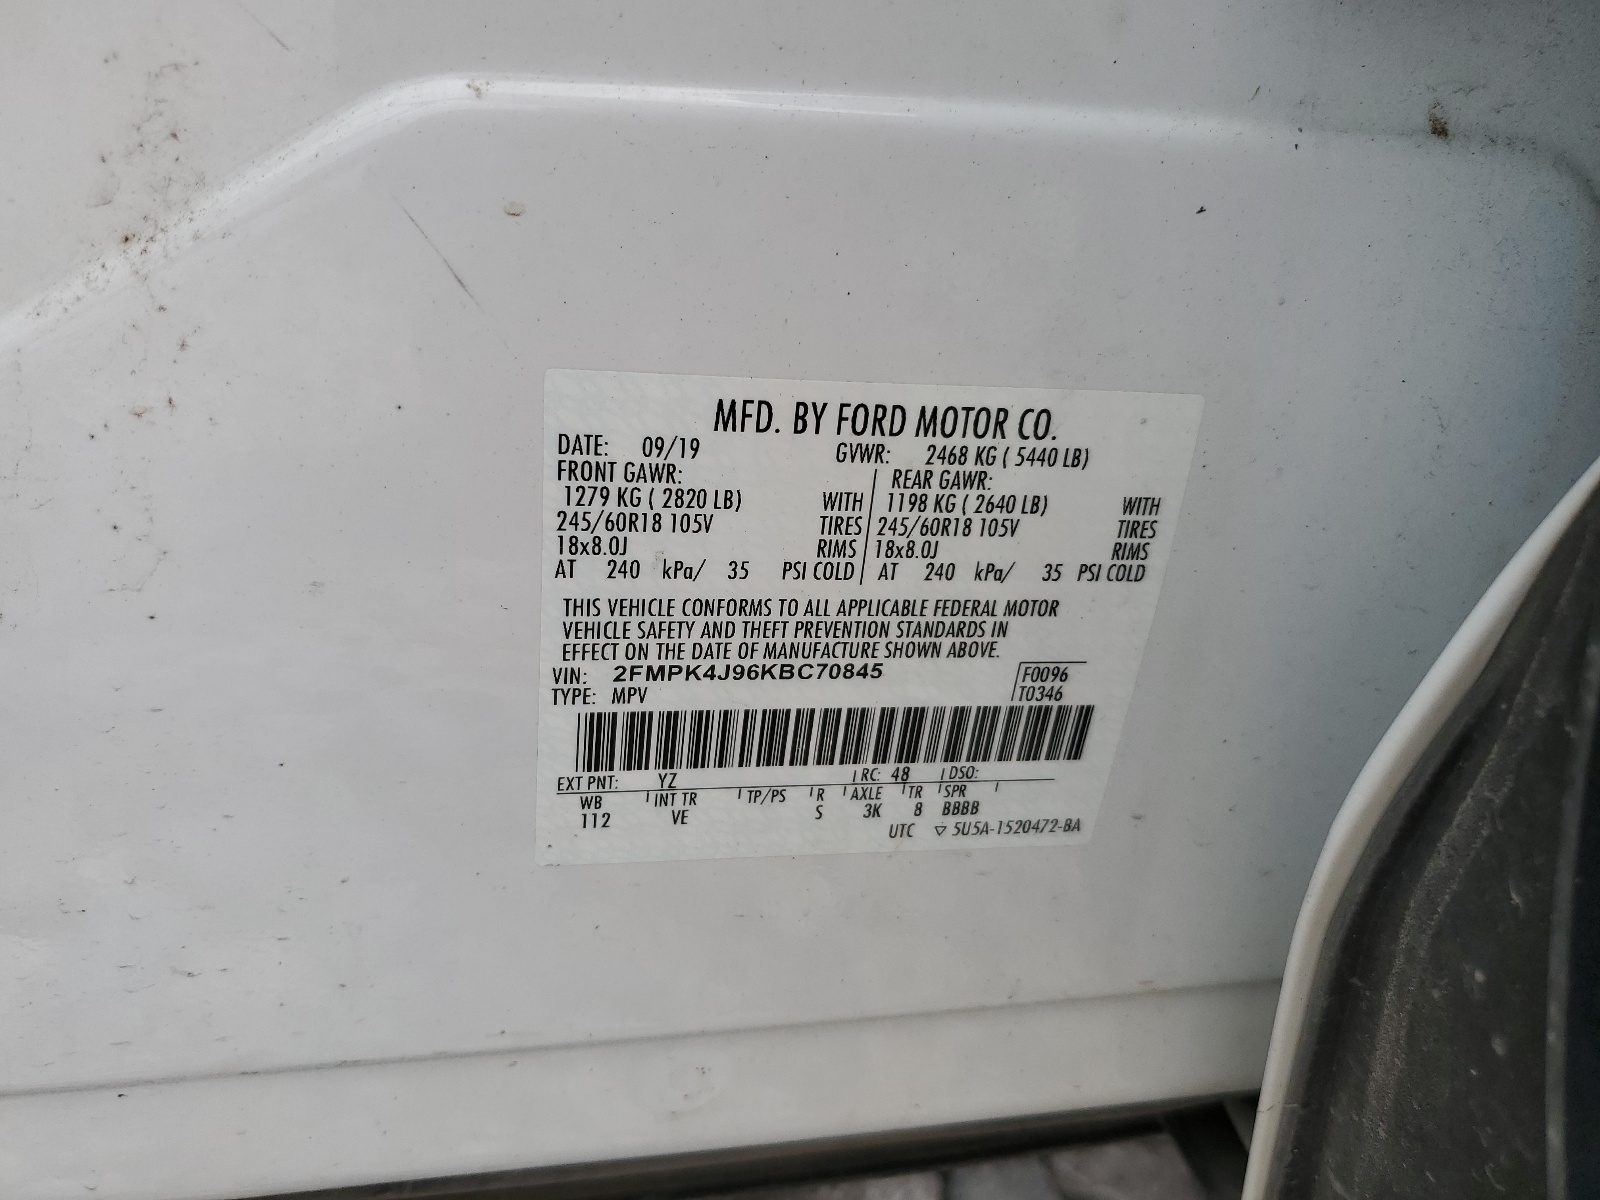 MFD. BY FORD MOTOR CO.
DATE: 09/19 GVWR: 2468 KG ( 5440 LB)
FRONT GAWR: REAR GAWR:
1279 KG ( 2820 LB) WITH 1198 KG ( 2640 LB) WITH
245/60R18 105V TIRES 245/60R18 105V TIRES
18x8.0J RIMS 18x8.0J RIMS
AT 240 kPa/ 35 PSI COLD AT 240 kPa/ 35 PSI COLD
THIS VEHICLE CONFORMS TO ALL APPLICABLE FEDERAL MOTOR
VEHICLE SAFETY AND THEFT PREVENTION STANDARDS IN
EFFECT ON THE DATE OF MANUFACTURE SHOWN ABOVE.
VIN: 2FMPK4J96KBC70845 F0096
TYPE: MPV T0346
EXT PNT: YZ RC: 48 DSO:
WB INT TR TP/PS R AXLE TR SPR
112 VE S 3K 8 BBBB
UTC ▽ 5U5A-1520472-BA